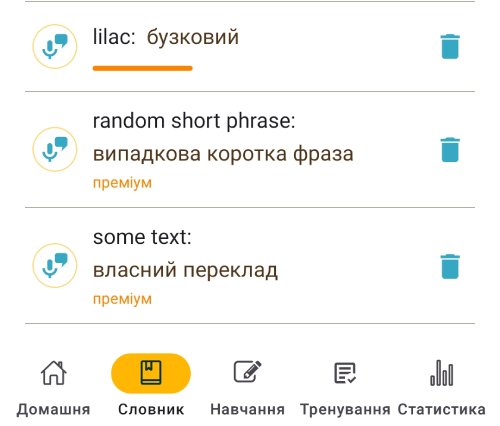 lilac: бузковий
random short phrase:
випадкова коротка фраза
преміум
some text:
власний переклад
преміум
Домашня Словник Навчання Тренування Статистика